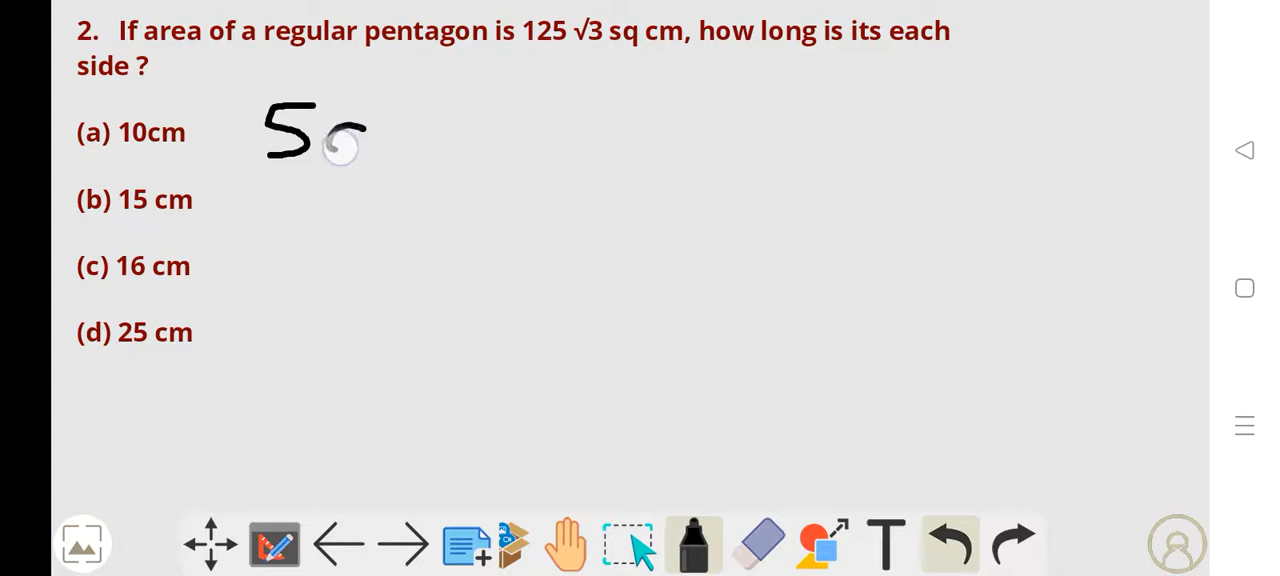 2. If area of a regular pentagon is 125 √3 sq cm, how long is its each
side ?
(a) 10cm
5
(b) 15 cm
(c) 16 cm
(d) 25 cm